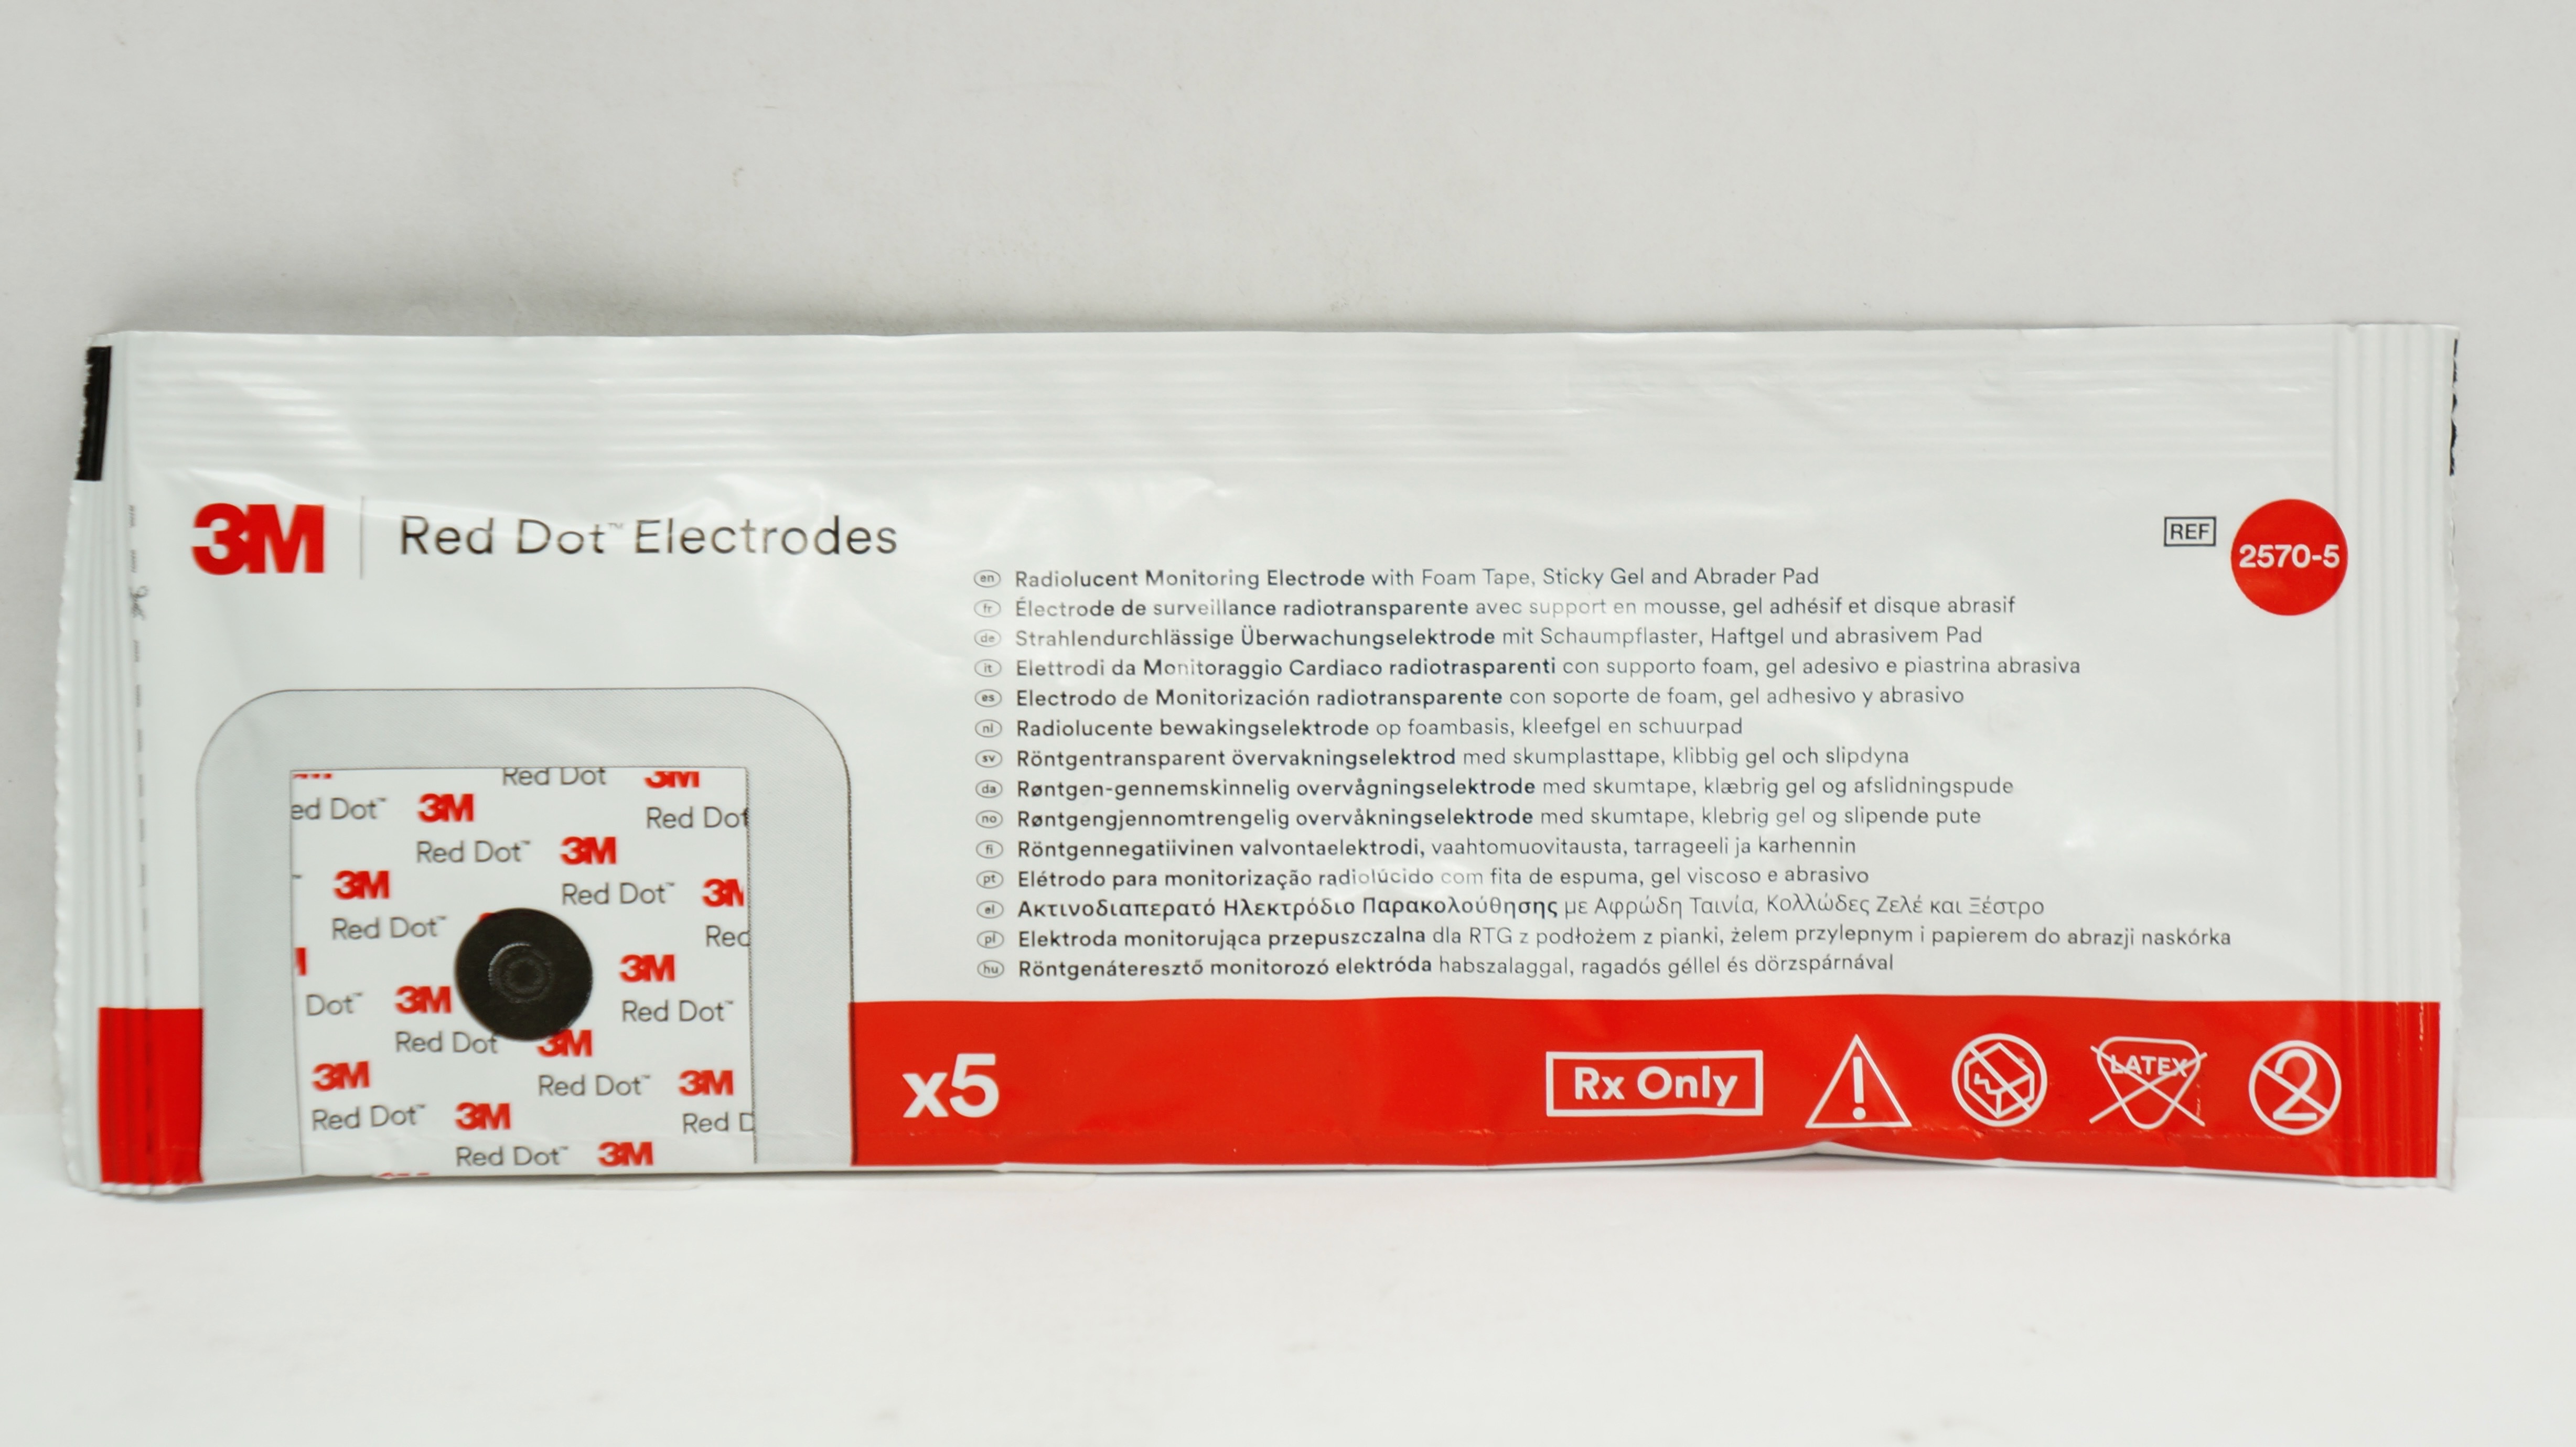 3M | Red Dot™ Electrodes
REF 2570-5
en Radiolucent Monitoring Electrode with Foam Tape, Sticky Gel and Abrader Pad
fr Électrode de surveillance radiotransparente avec support en mousse, gel adhésif et disque abrasif
de Strahlendurchlässige Überwachungselektrode mit Schaumpflaster, Haftgel und abrasivem Pad
it Elettrodi da Monitoraggio Cardiaco radiotrasparenti con supporto foam, gel adesivo e piastrina abrasiva
es Electrodo de Monitorización radiotransparente con soporte de foam, gel adhesivo y abrasivo
nl Radiolucente bewakingselektrode op foambasis, kleefgel en schuurpad
sv Röntgentransparent övervakningselektrod med skumplasttape, klibbig gel och slipdyna
da Røntgen-gennemskinnelig overvågningselektrode med skumtape, klæbrig gel og afslidningspude
no Røntgengjennomtrengelig overvåkningselektrode med skumtape, klebrig gel og slipende pute
fi Röntgennegatiivinen valvontaelektrodi, vaahtomuovitausta, tarrageeli ja karhennin
pt Elétrodo para monitorização radiolúcido com fita de espuma, gel viscoso e abrasivo
el Ακτινοδιαπερατό Ηλεκτρόδιο Παρακολούθησης με Αφρώδη Ταινία, Κολλώδες Ζελέ και Ξέστρο
pl Elektroda monitorująca przepuszczalna dla RTG z podłożem z pianki, żelem przylepnym i papierem do abrazji naskórka
hu Röntgenáteresztő monitorozó elektróda habszalaggal, ragadós géllel és dörzspárnával
Red Dot 3M
ed Dot™ 3M Red Dot
Red Dot™ 3M
3M Red Dot™ 3M
Red Dot™ Red
3M
Dot™ 3M Red Dot™
Red Dot 3M
3M Red Dot™ 3M
Red Dot™ 3M Red D
Red Dot™ 3M
x5
Rx Only
LATEX
2